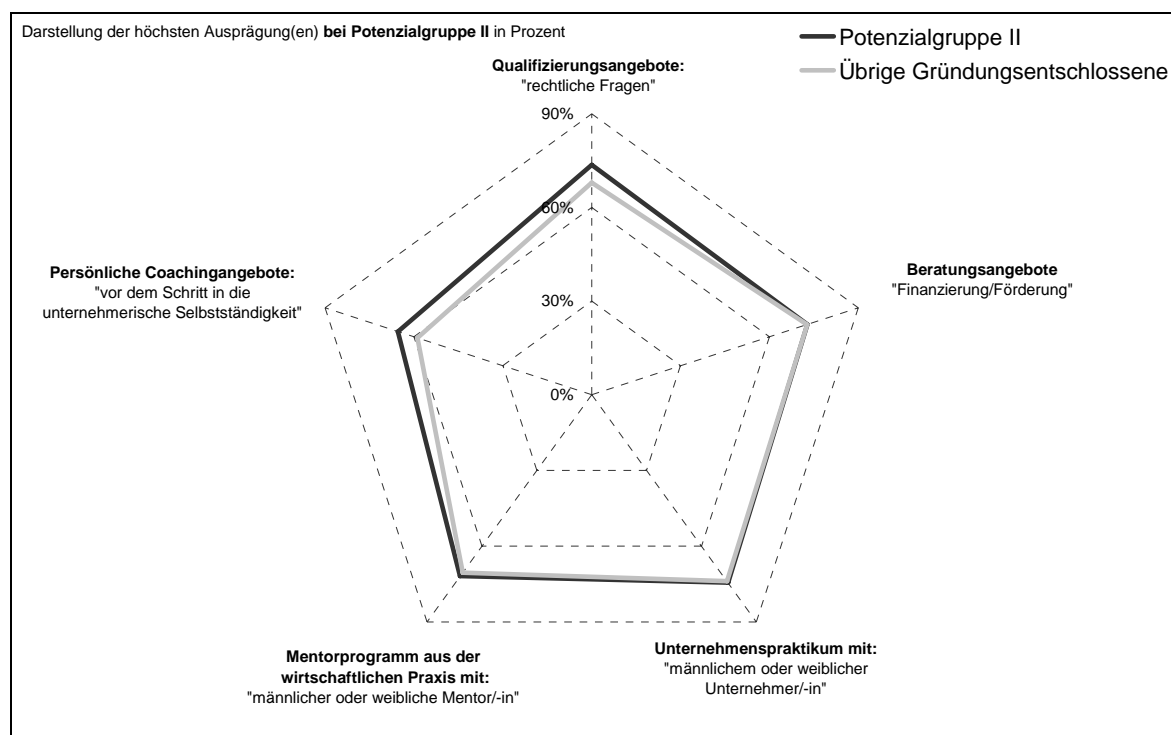 Darstellung der höchsten Ausprägung(en) bei Potenzialgruppe II in Prozent
Potenzialgruppe II
Übrige Gründungsentschlossene
Qualifizierungsangebote:
"rechtliche Fragen"
90%
60%
30%
0%
Beratungsangebote
"Finanzierung/Förderung"
Unternehmenspraktikum mit:
"männlichem oder weiblicher
Unternehmer/-in"
Mentorprogramm aus der
wirtschaftlichen Praxis mit:
"männlicher oder weibliche Mentor/-in"
Persönliche Coachingangebote:
"vor dem Schritt in die
unternehmerische Selbstständigkeit"